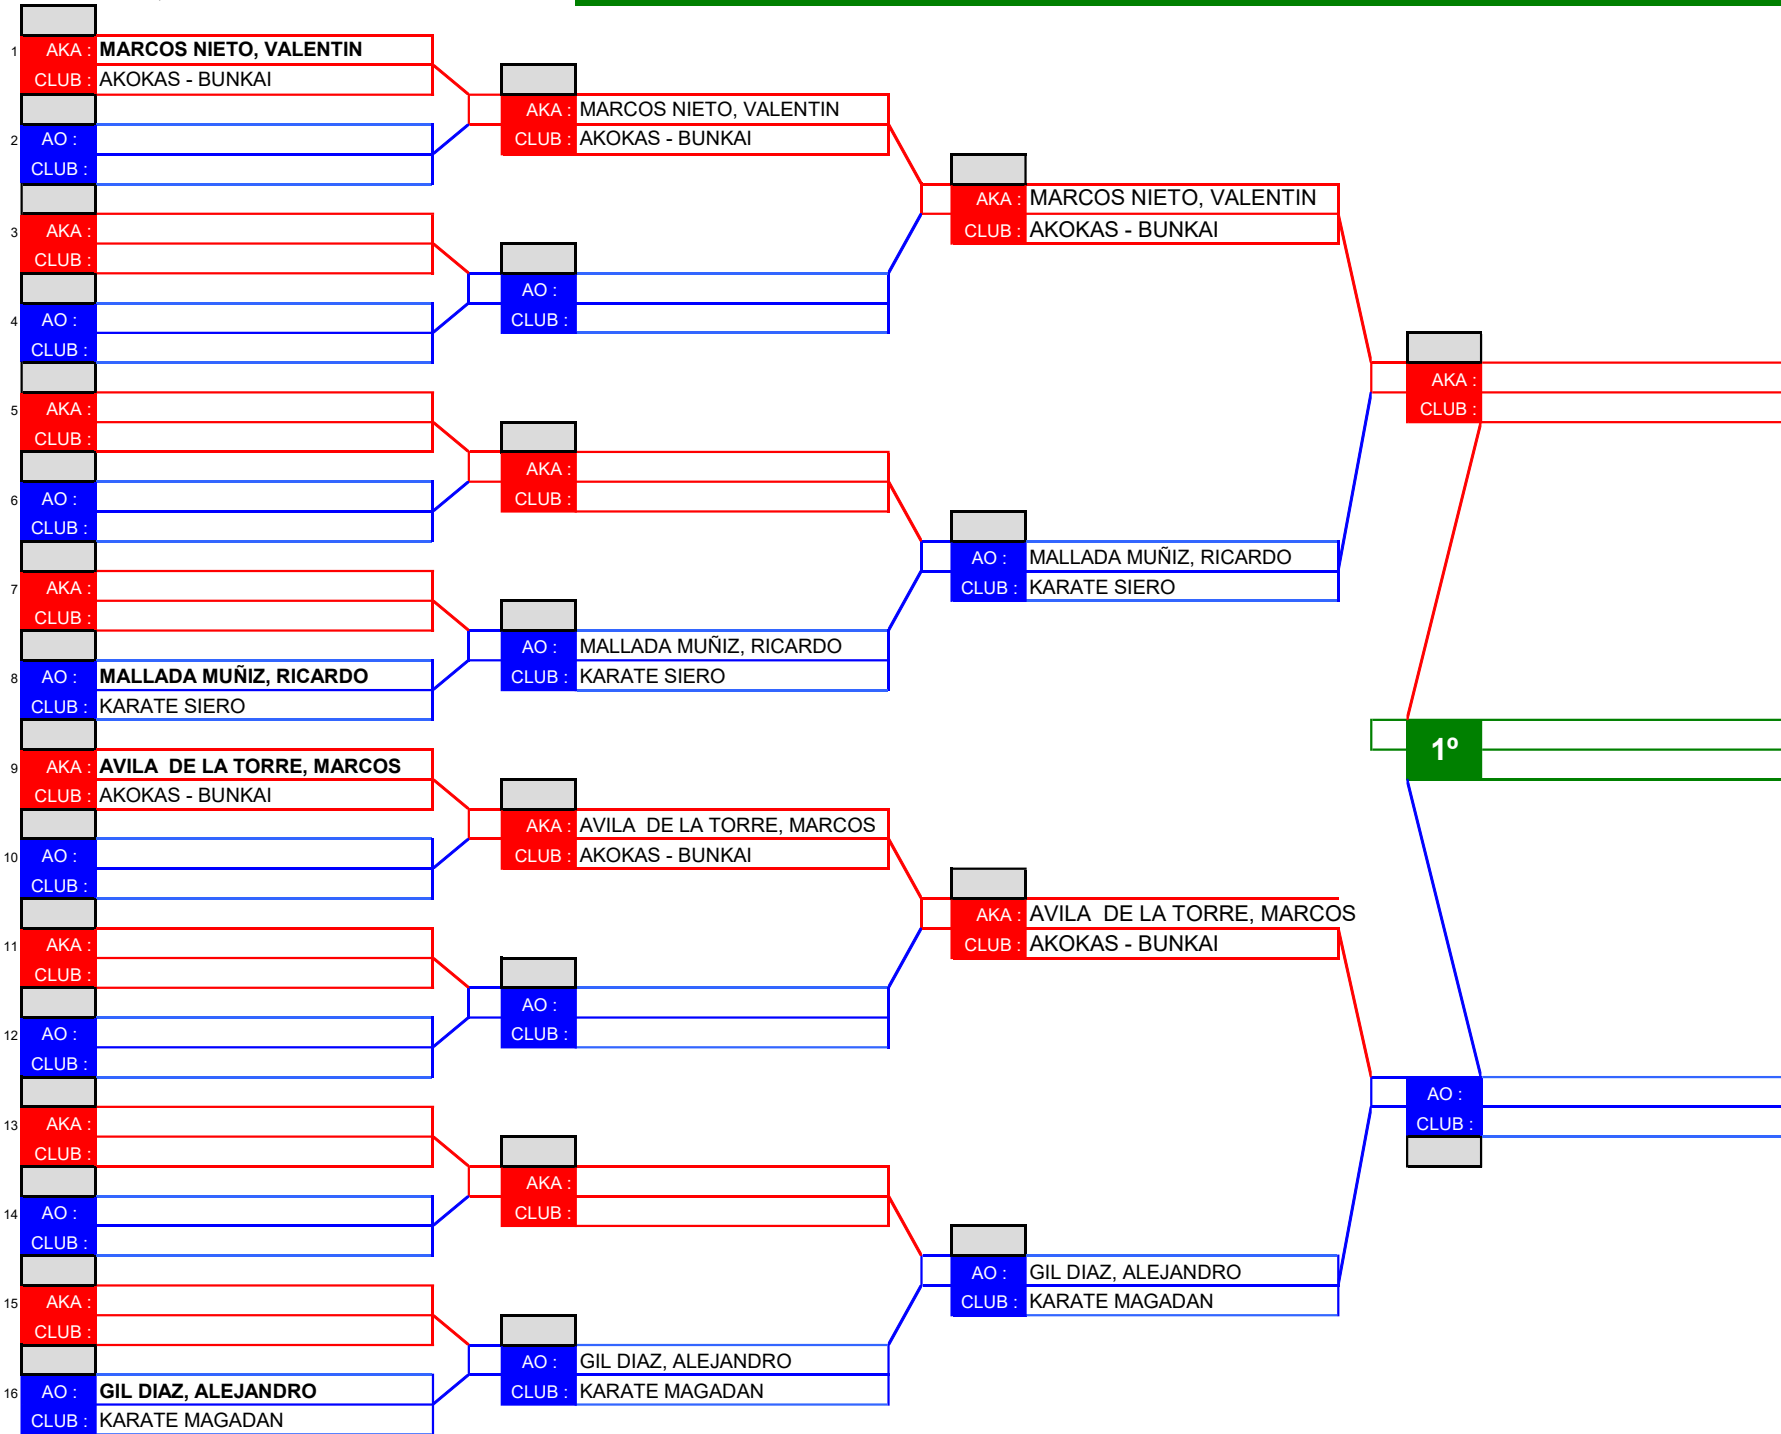 1 AKA : MARCOS NIETO, VALENTIN
CLUB : AKOKAS - BUNKAI
2 AO :
CLUB :
3 AKA :
CLUB :
4 AO :
CLUB :
5 AKA :
CLUB :
6 AO :
CLUB :
7 AKA :
CLUB :
8 AO : MALLADA MUÑIZ, RICARDO
CLUB : KARATE SIERO
9 AKA : AVILA DE LA TORRE, MARCOS
CLUB : AKOKAS - BUNKAI
10 AO :
CLUB :
11 AKA :
CLUB :
12 AO :
CLUB :
13 AKA :
CLUB :
14 AO :
CLUB :
15 AKA :
CLUB :
16 AO : GIL DIAZ, ALEJANDRO
CLUB : KARATE MAGADAN
AKA : MARCOS NIETO, VALENTIN
CLUB : AKOKAS - BUNKAI
AO :
CLUB :
AKA :
CLUB :
AO : MALLADA MUÑIZ, RICARDO
CLUB : KARATE SIERO
AKA : AVILA DE LA TORRE, MARCOS
CLUB : AKOKAS - BUNKAI
AO :
CLUB :
AKA :
CLUB :
AO : GIL DIAZ, ALEJANDRO
CLUB : KARATE MAGADAN
AKA : MARCOS NIETO, VALENTIN
CLUB : AKOKAS - BUNKAI
AO : MALLADA MUÑIZ, RICARDO
CLUB : KARATE SIERO
AKA : AVILA DE LA TORRE, MARCOS
CLUB : AKOKAS - BUNKAI
AO : GIL DIAZ, ALEJANDRO
CLUB : KARATE MAGADAN
AKA :
CLUB :
1º
AO :
CLUB :